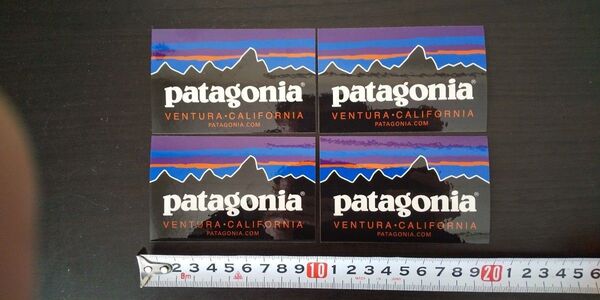 patagonia®
VENTURA • CALIFORNIA
PATAGONIA.COM
patagonia®
VENTURA • CALIFORNIA
PATAGONIA.COM
patagonia®
VENTURA • CALIFORNIA
PATAGONIA.COM
patagonia®
VENTURA • CALIFORNIA
PATAGONIA.COM
2 3 4 5 6 7 8 9 10 1 2 3 4 5 6 7 8 9 20 1 2 3 4 5 6
8m